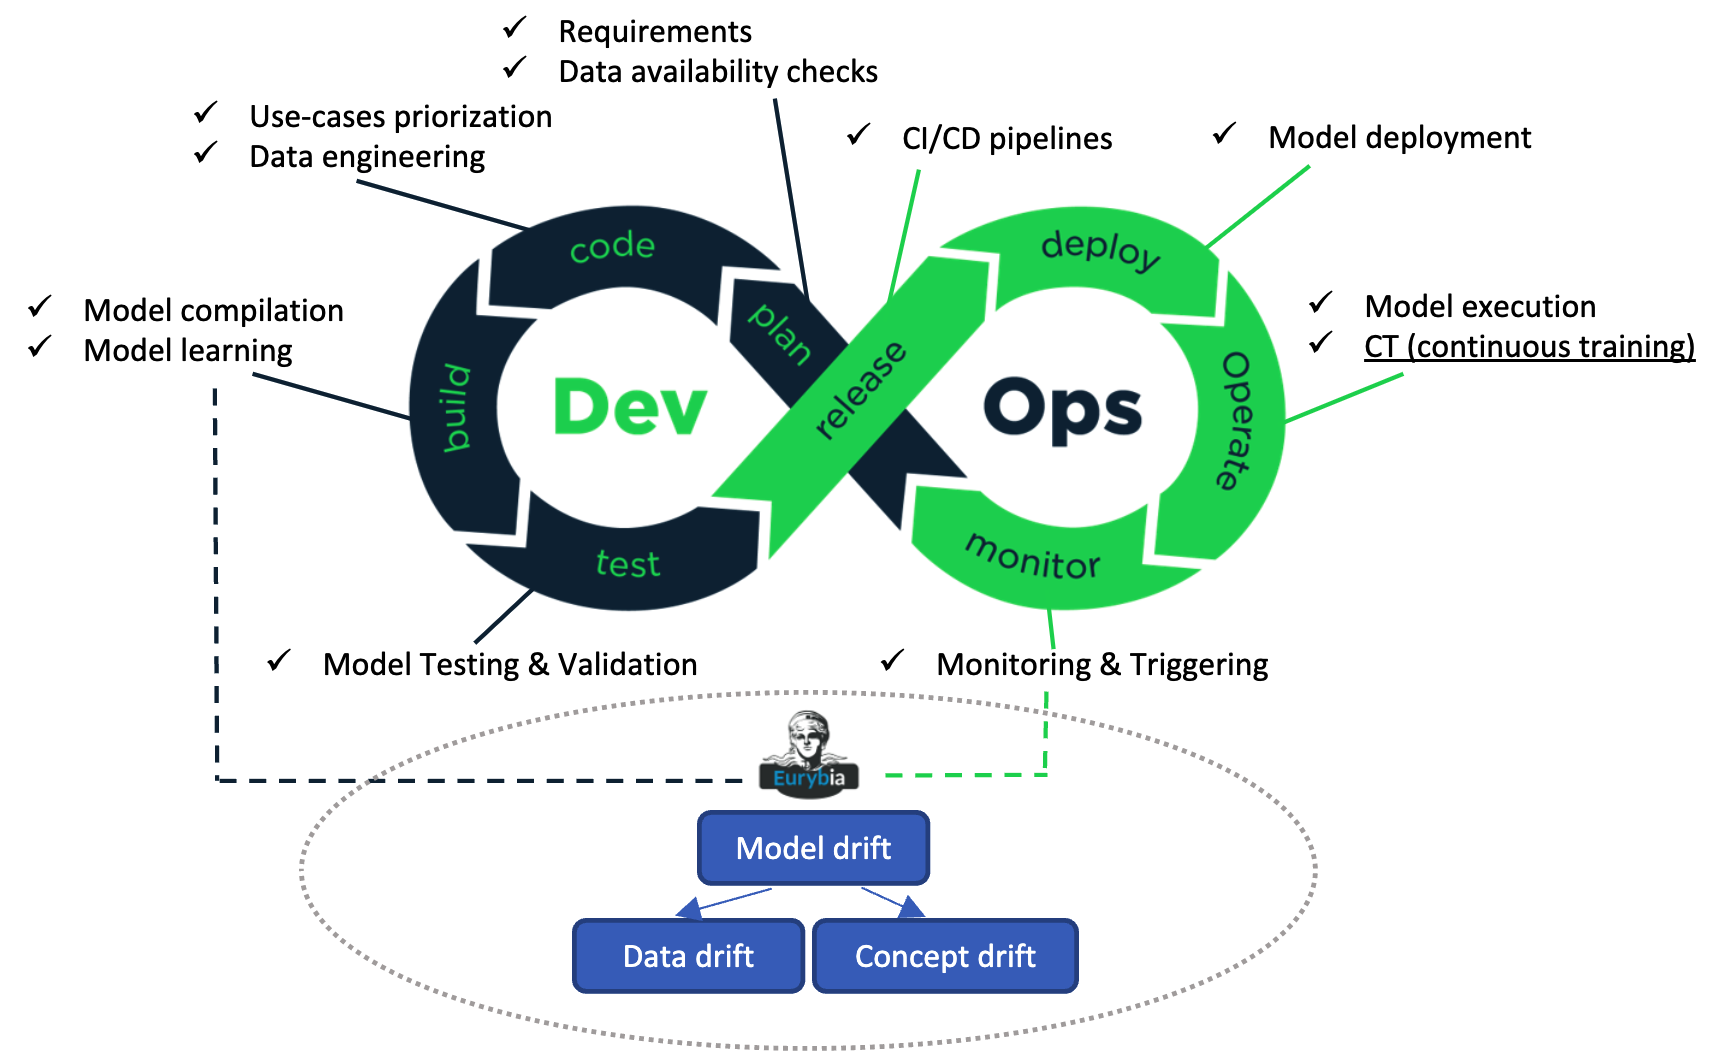 ✓ Requirements
✓ Data availability checks
✓ Use-cases priorization
✓ Data engineering
✓ CI/CD pipelines
✓ Model deployment
✓ Model compilation
✓ Model learning
✓ Model execution
✓ CT (continuous training)
code
plan
build
test
Dev
release
deploy
Operate
monitor
Ops
✓ Model Testing & Validation
✓ Monitoring & Triggering
Eurybia
Model drift
Data drift
Concept drift